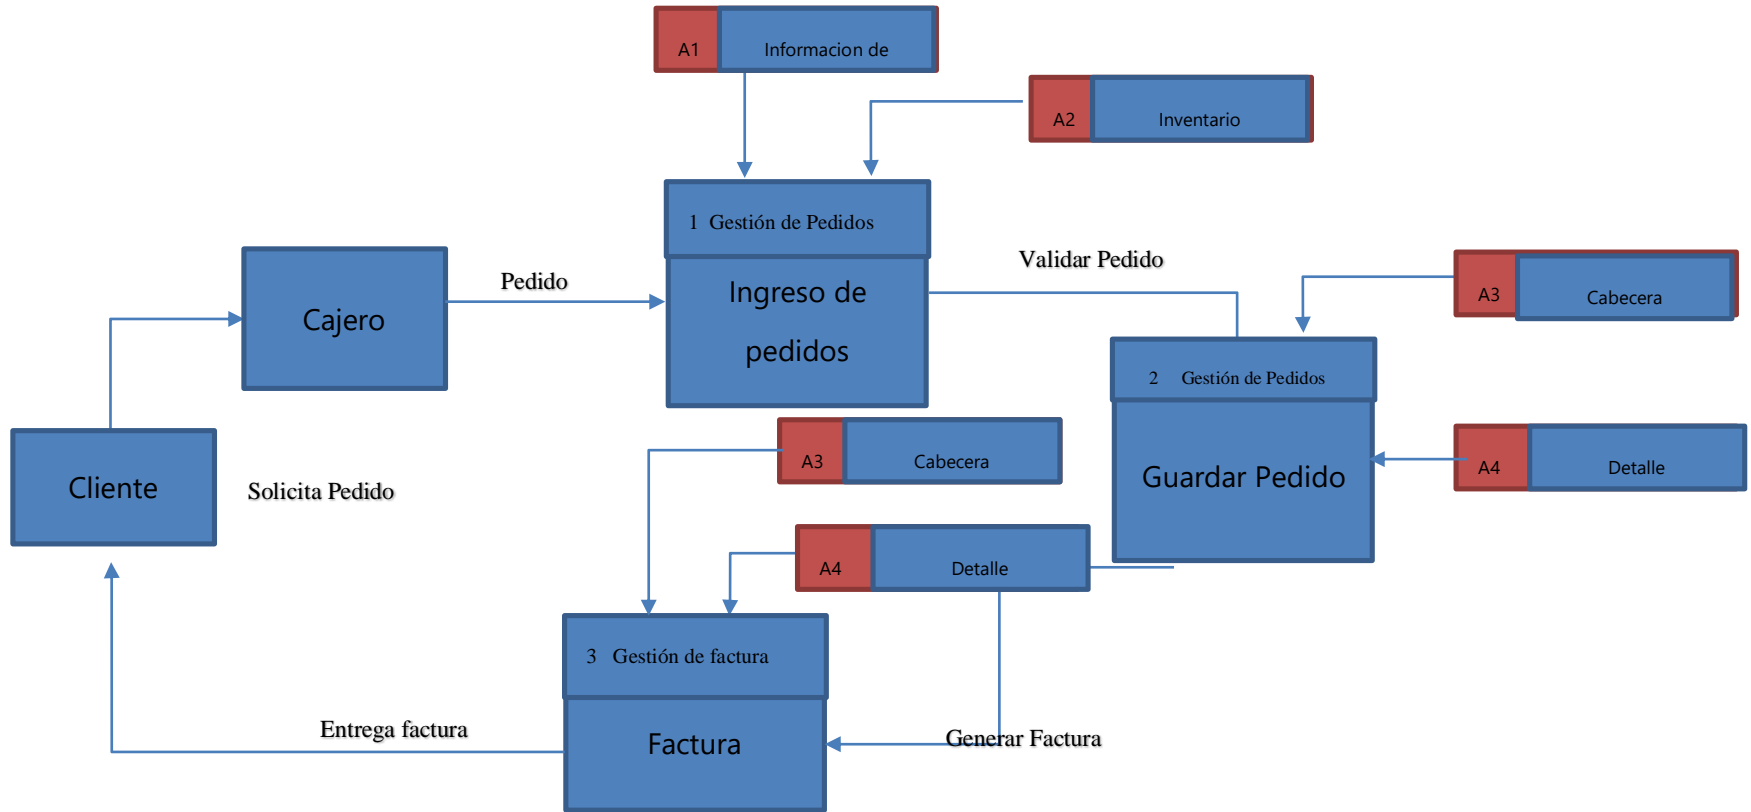 A1 Informacion de
A2 Inventario
1 Gestión de Pedidos
Ingreso de
pedidos
Validar Pedido
Pedido
Cajero
A3 Cabecera
2 Gestión de Pedidos
Guardar Pedido
A4 Detalle
Cliente
Solicita Pedido
A3 Cabecera
A4 Detalle
3 Gestión de factura
Factura
Entrega factura
Generar Factura